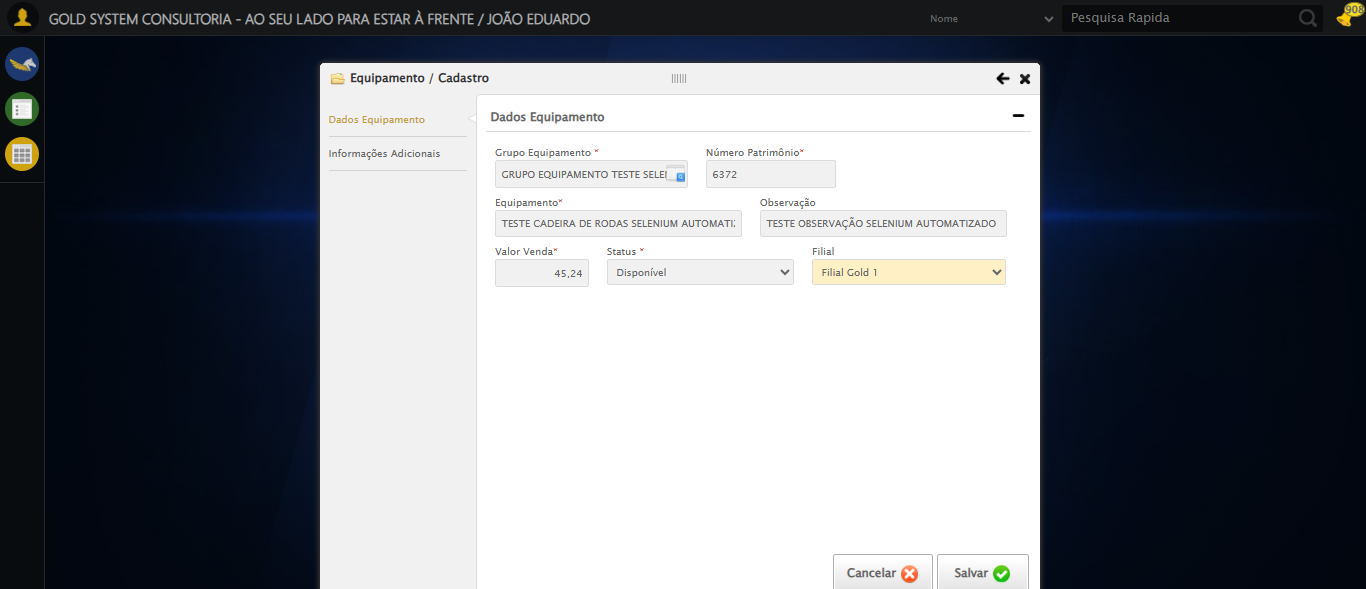 GOLD SYSTEM CONSULTORIA - AO SEU LADO PARA ESTAR À FRENTE / JOÃO EDUARDO
Nome
Pesquisa Rapida
908
Equipamento / Cadastro
Dados Equipamento
Informações Adicionais
Dados Equipamento
Grupo Equipamento *
Número Patrimônio*
GRUPO EQUIPAMENTO TESTE
6372
Equipamento*
Observação
TESTE CADEIRA DE RODAS SELENIUM
TESTE OBSERVAÇÃO SELENIUM AUTOMATIZADO
Valor Venda*
Status *
Filial
45,24
Disponível
Filial Gold 1
Cancelar
Salvar